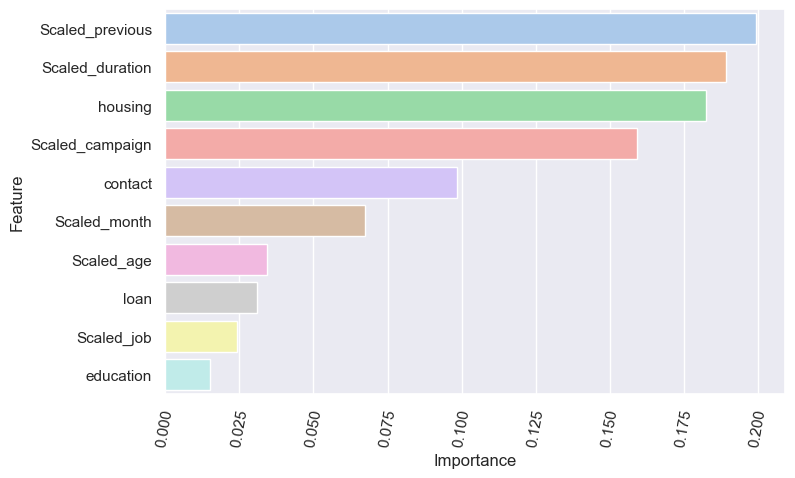 Feature
Scaled_previous
Scaled_duration
housing
Scaled_campaign
contact
Scaled_month
Scaled_age
loan
Scaled_job
education
0.000
0.025
0.050
0.075
0.100
0.125
0.150
0.175
0.200
Importance